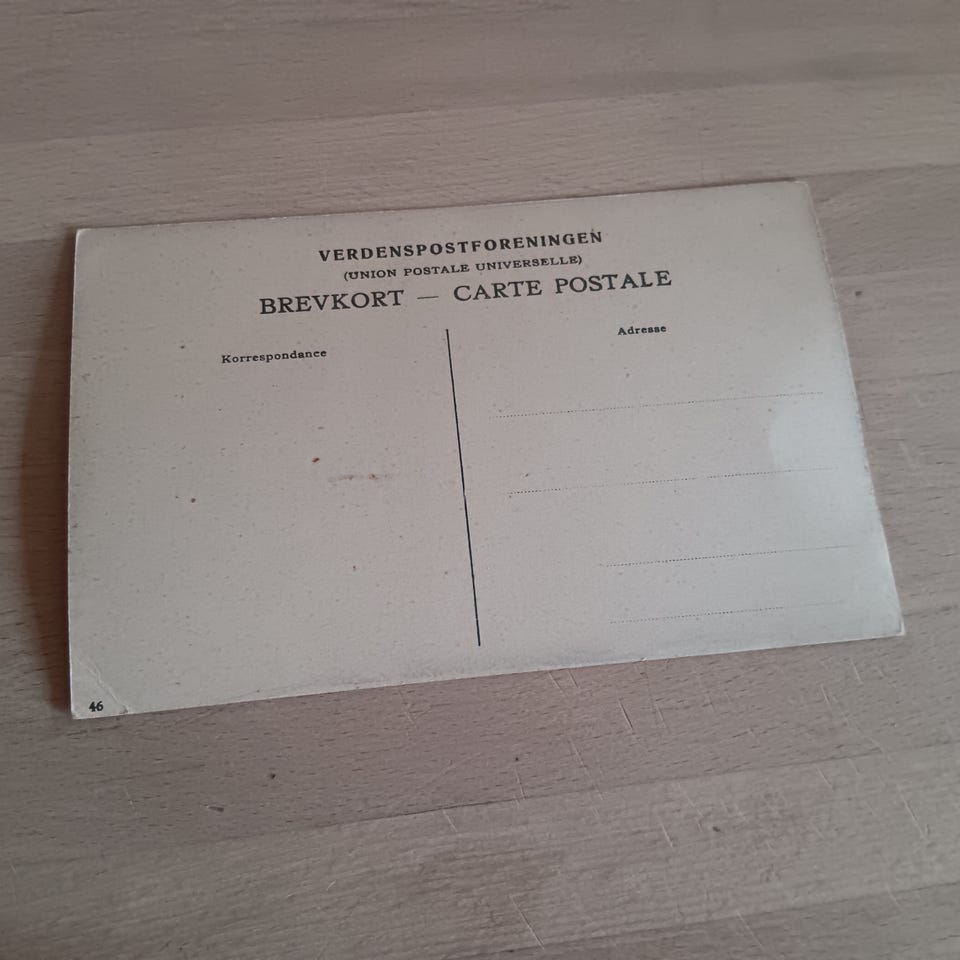 VERDENSPOSTFORENINGEN
(UNION POSTALE UNIVERSELLE)
BREVKORT — CARTE POSTALE
Korrespondance
Adresse
46